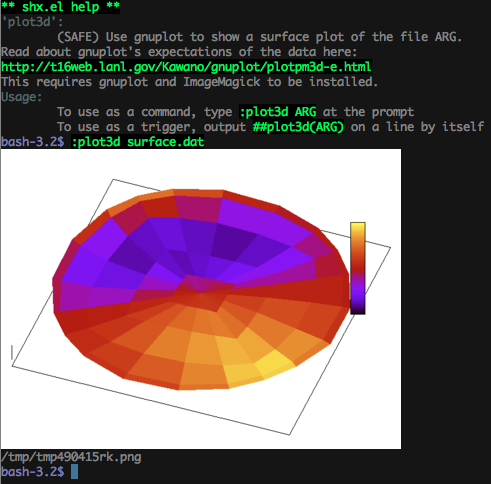 ** shx.el help **
'plot3d':
(SAFE) Use gnuplot to show a surface plot of the file ARG.
Read about gnuplot's expectations of the data here:
http://t16web.lanl.gov/Kawano/gnuplot/plotpm3d-e.html
This requires gnuplot and ImageMagick to be installed.
Usage:
To use as a command, type :plot3d ARG at the prompt
To use as a trigger, output ##plot3d(ARG) on a line by itself
bash-3.2$ :plot3d surface.dat
/tmp/tmp490415rk.png
bash-3.2$